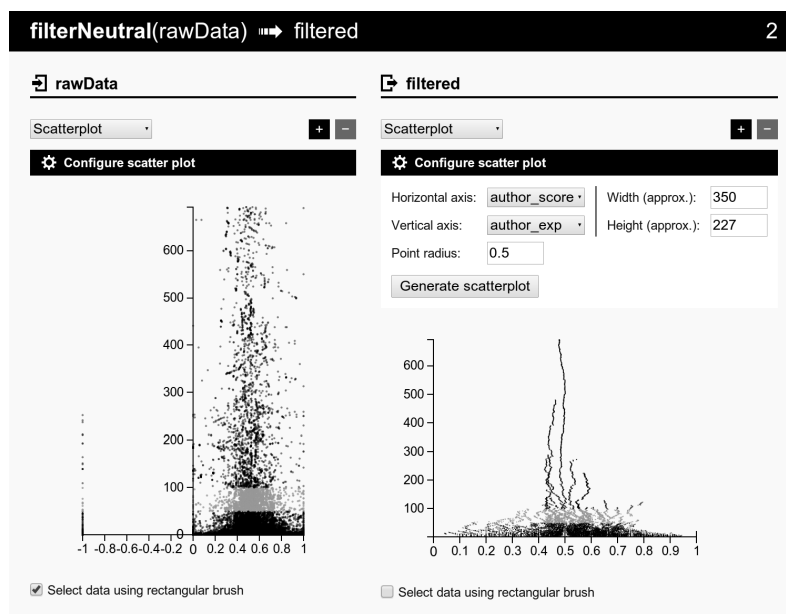 filterNeutral(rawData) ➟ filtered 2
rawData
Scatterplot + −
Configure scatter plot
600
500
400
300
200
100
0
-1 -0.8 -0.6 -0.4 -0.2 0 0.2 0.4 0.6 0.8 1
Select data using rectangular brush
filtered
Scatterplot + −
Configure scatter plot
Horizontal axis: author_score Width (approx.): 350
Vertical axis: author_exp Height (approx.): 227
Point radius: 0.5
Generate scatterplot
600
500
400
300
200
100
0 0.1 0.2 0.3 0.4 0.5 0.6 0.7 0.8 0.9 1
Select data using rectangular brush